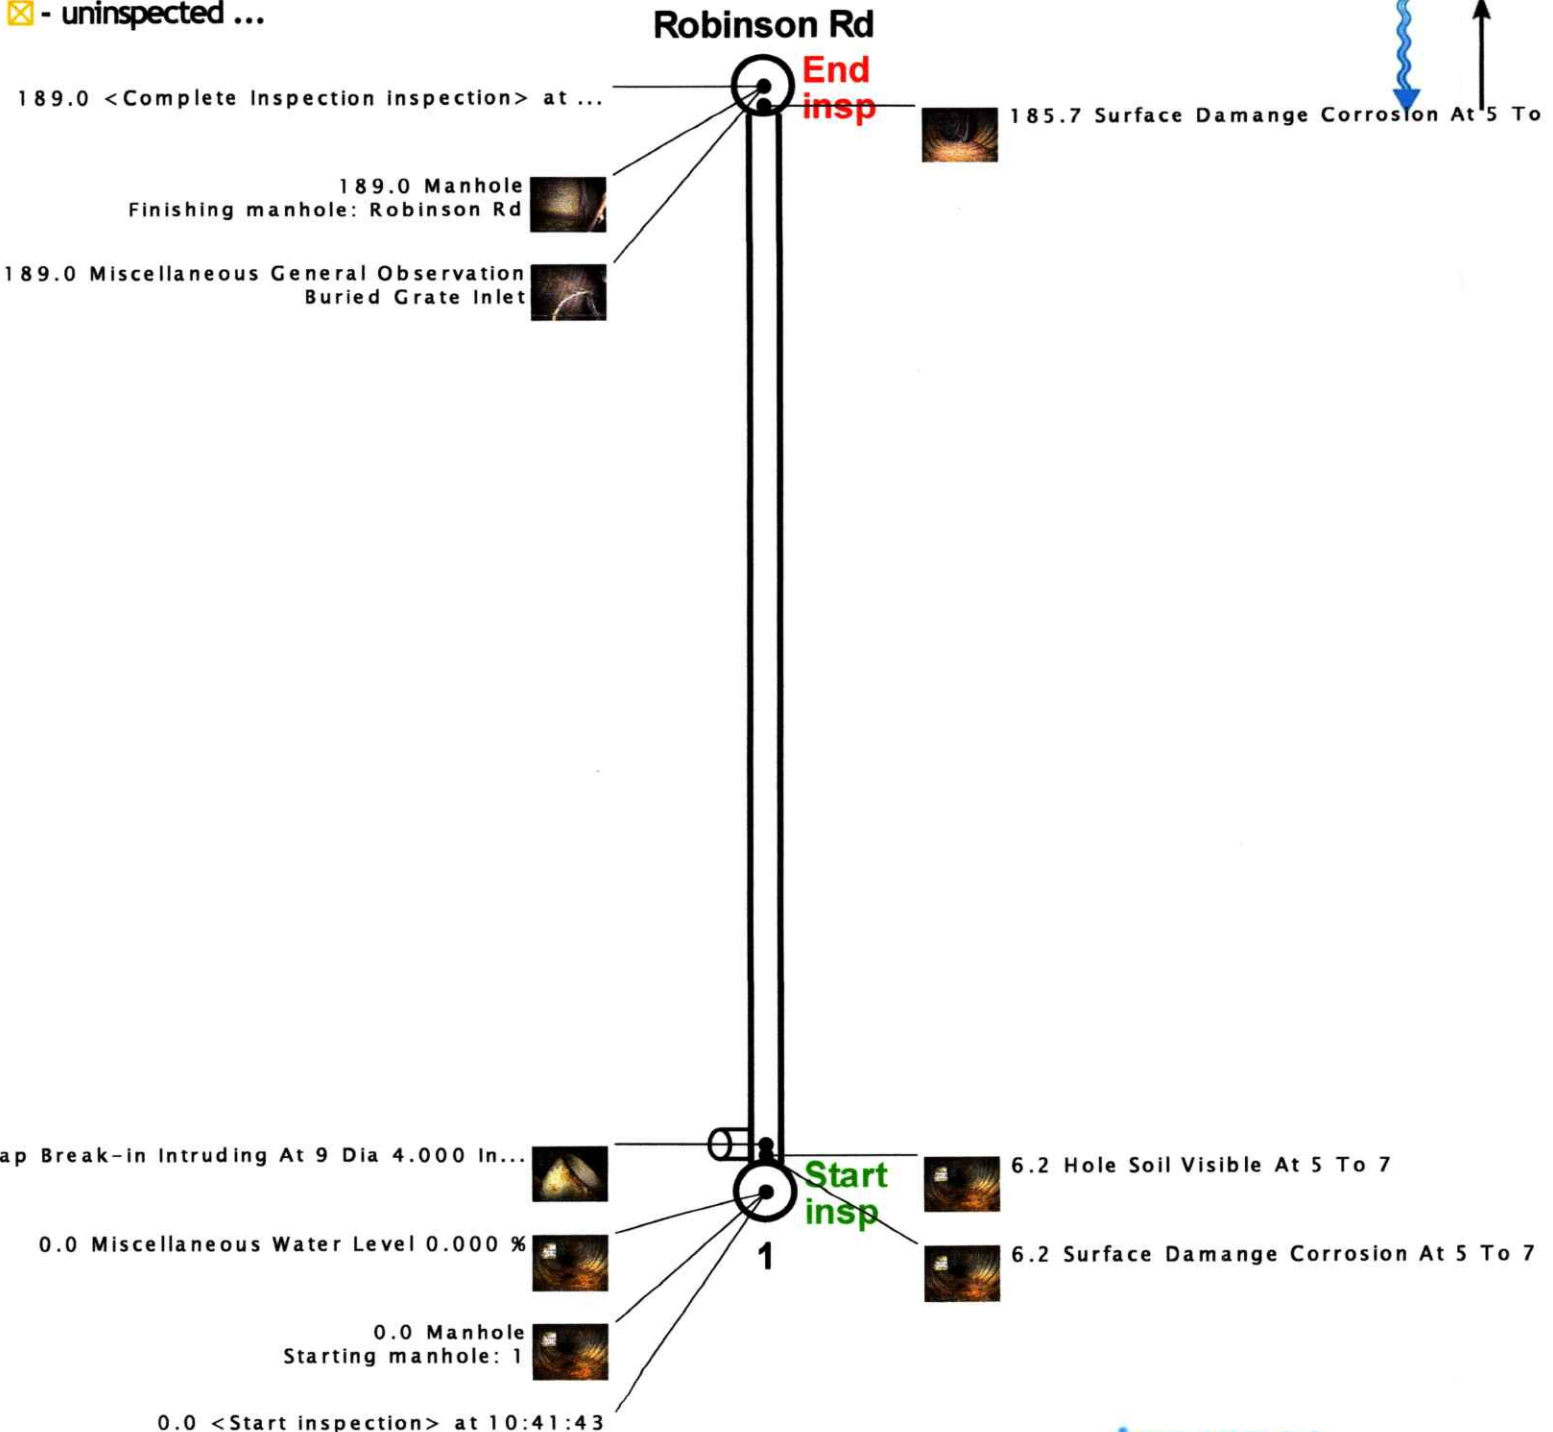 - uninspected ...
Robinson Rd
End
insp
189.0 <Complete Inspection inspection> at ...
185.7 Surface Damange Corrosion At 5 To
189.0 Manhole
Finishing manhole: Robinson Rd
189.0 Miscellaneous General Observation
Buried Grate Inlet
ap Break-in Intruding At 9 Dia 4.000 In...
6.2 Hole Soil Visible At 5 To 7
Start
insp
0.0 Miscellaneous Water Level 0.000 %
6.2 Surface Damange Corrosion At 5 To 7
1
0.0 Manhole
Starting manhole: 1
0.0 <Start inspection> at 10:41:43